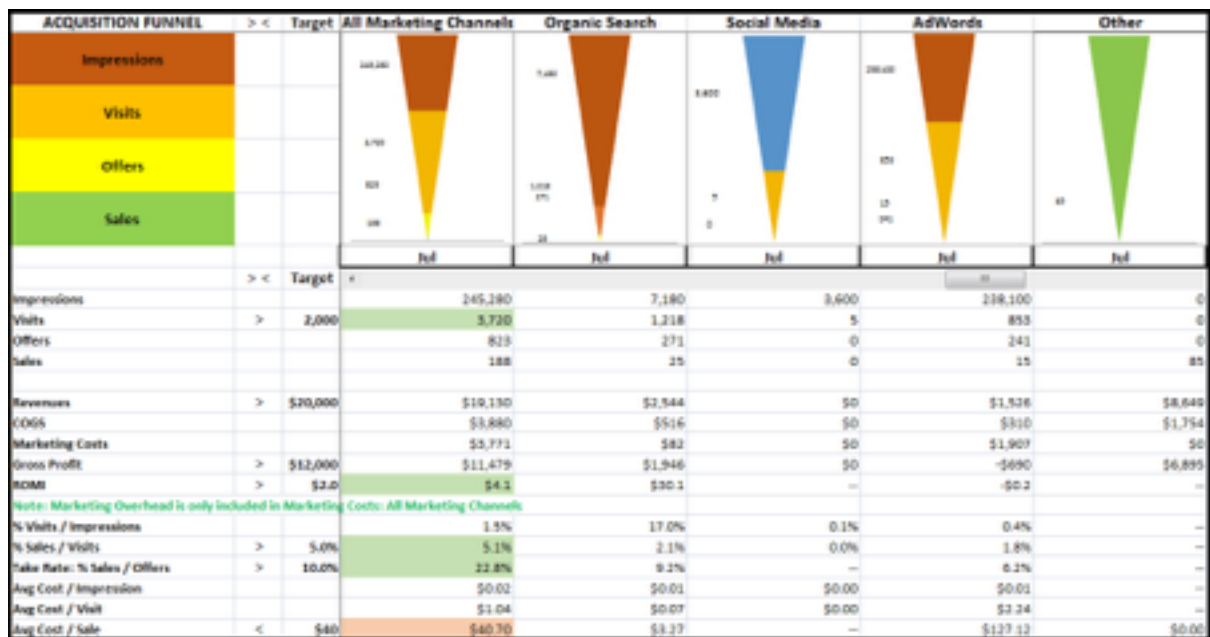 ACQUISITION FUNNEL > < Target All Marketing Channels Organic Search Social Media AdWords Other
Impressions
Visits
Offers
Sales
3,600
Jul Jul Jul Jul Jul
> < Target
Impressions 245,280 7,180 3,600 238,100 0
Visits > 2,000 3,720 1,218 5 853 0
Offers 823 271 0 241 0
Sales 188 25 0 15 85
Revenues > $20,000 $19,130 $2,544 $0 $1,526 $8,649
COGS $3,880 $516 $0 $310 $1,754
Marketing Costs $3,771 $82 $0 $1,907 $0
Gross Profit > $12,000 $11,479 $1,946 $0 -$690 $6,895
ROMI > $2.0 $4.1 $30.1 -- -$0.2 --
Note: Marketing Overhead is only included in Marketing Costs: All Marketing Channels
% Visits / Impressions 1.5% 17.0% 0.1% 0.4% --
% Sales / Visits > 5.0% 5.1% 2.1% 0.0% 1.8% --
Take Rate: % Sales / Offers > 10.0% 22.8% 9.2% -- 6.2% --
Avg Cost / Impression $0.02 $0.01 $0.00 $0.01 --
Avg Cost / Visit $1.04 $0.07 $0.00 $2.24 --
Avg Cost / Sale < $40 $40.70 $3.27 -- $127.12 $0.00